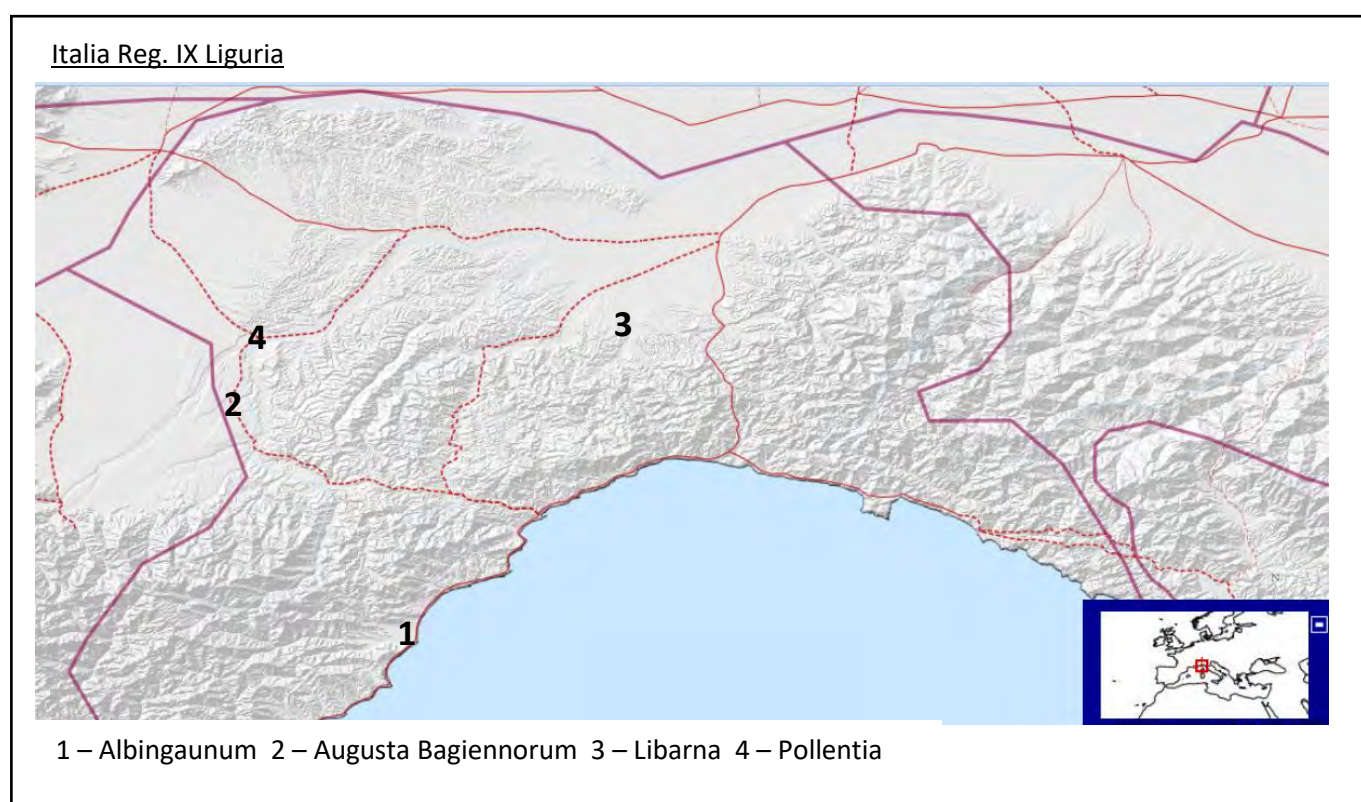 Italia Reg. IX Liguria
4
3
2
1
1 – Albingaunum 2 – Augusta Bagiennorum 3 – Libarna 4 – Pollentia